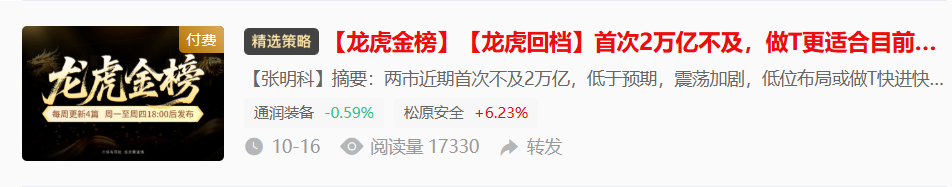 付费
龙虎金榜
每周更新4篇 周一至周四18:00后发布
精选策略 【龙虎金榜】【龙虎回档】首次2万亿不及，做T更适合目前...
【张明科】摘要：两市近期首次不及2万亿，低于预期，震荡加剧，低位布局或做T快进快...
通润装备 -0.59% 松原安全 +6.23%
10-16 阅读量 17330 转发